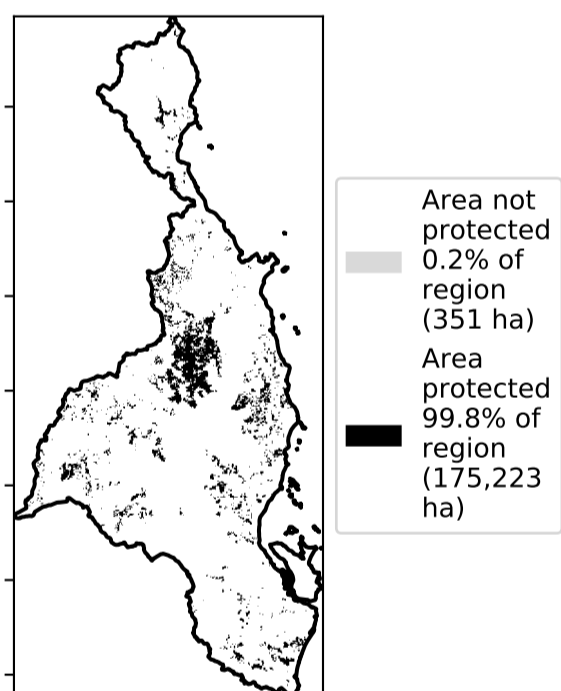 Area not
protected
0.2% of
region
(351 ha)
Area
protected
99.8% of
region
(175,223
ha)